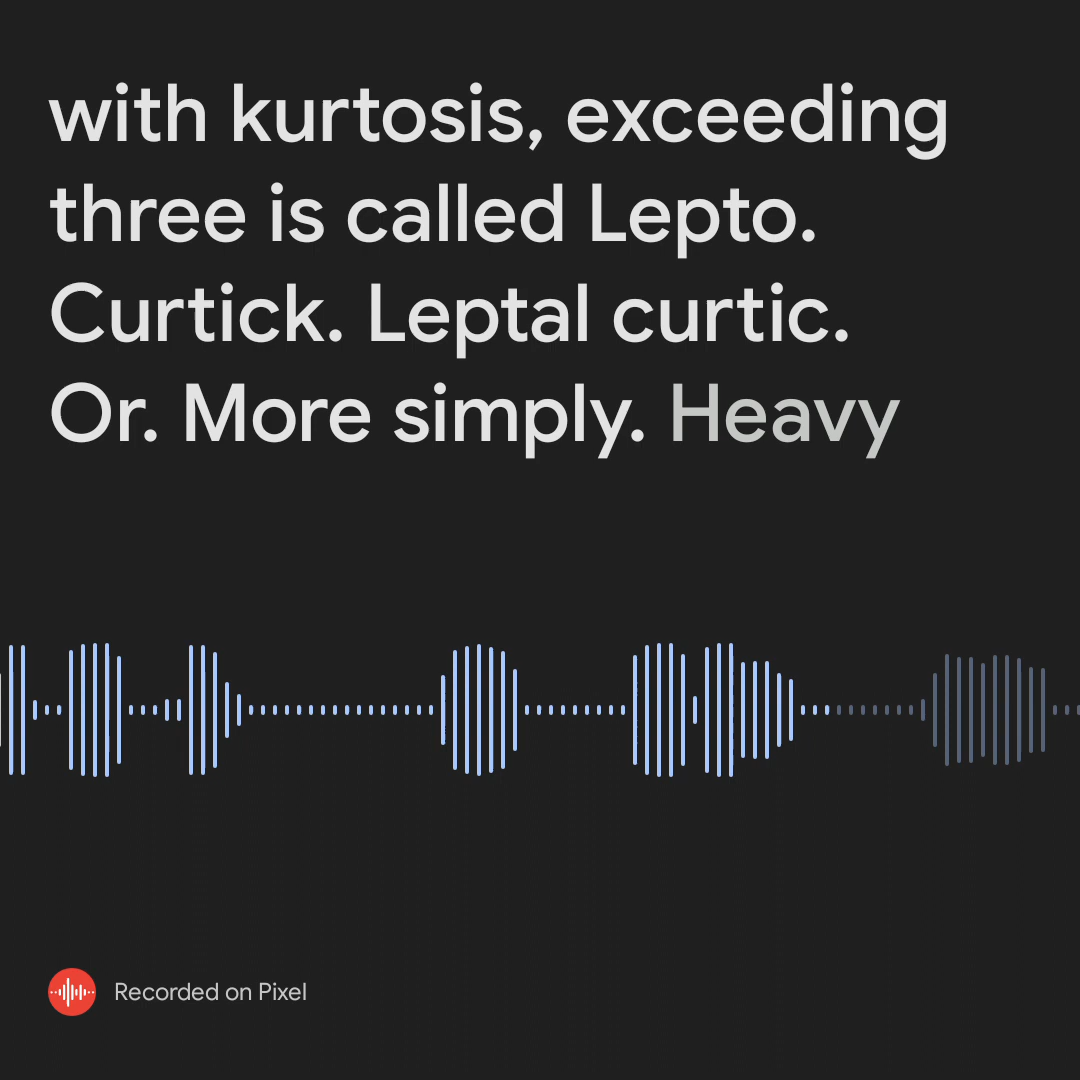 with kurtosis, exceeding
three is called Lepto.
Curtick. Leptal curtic.
Or. More simply. Heavy
Recorded on Pixel